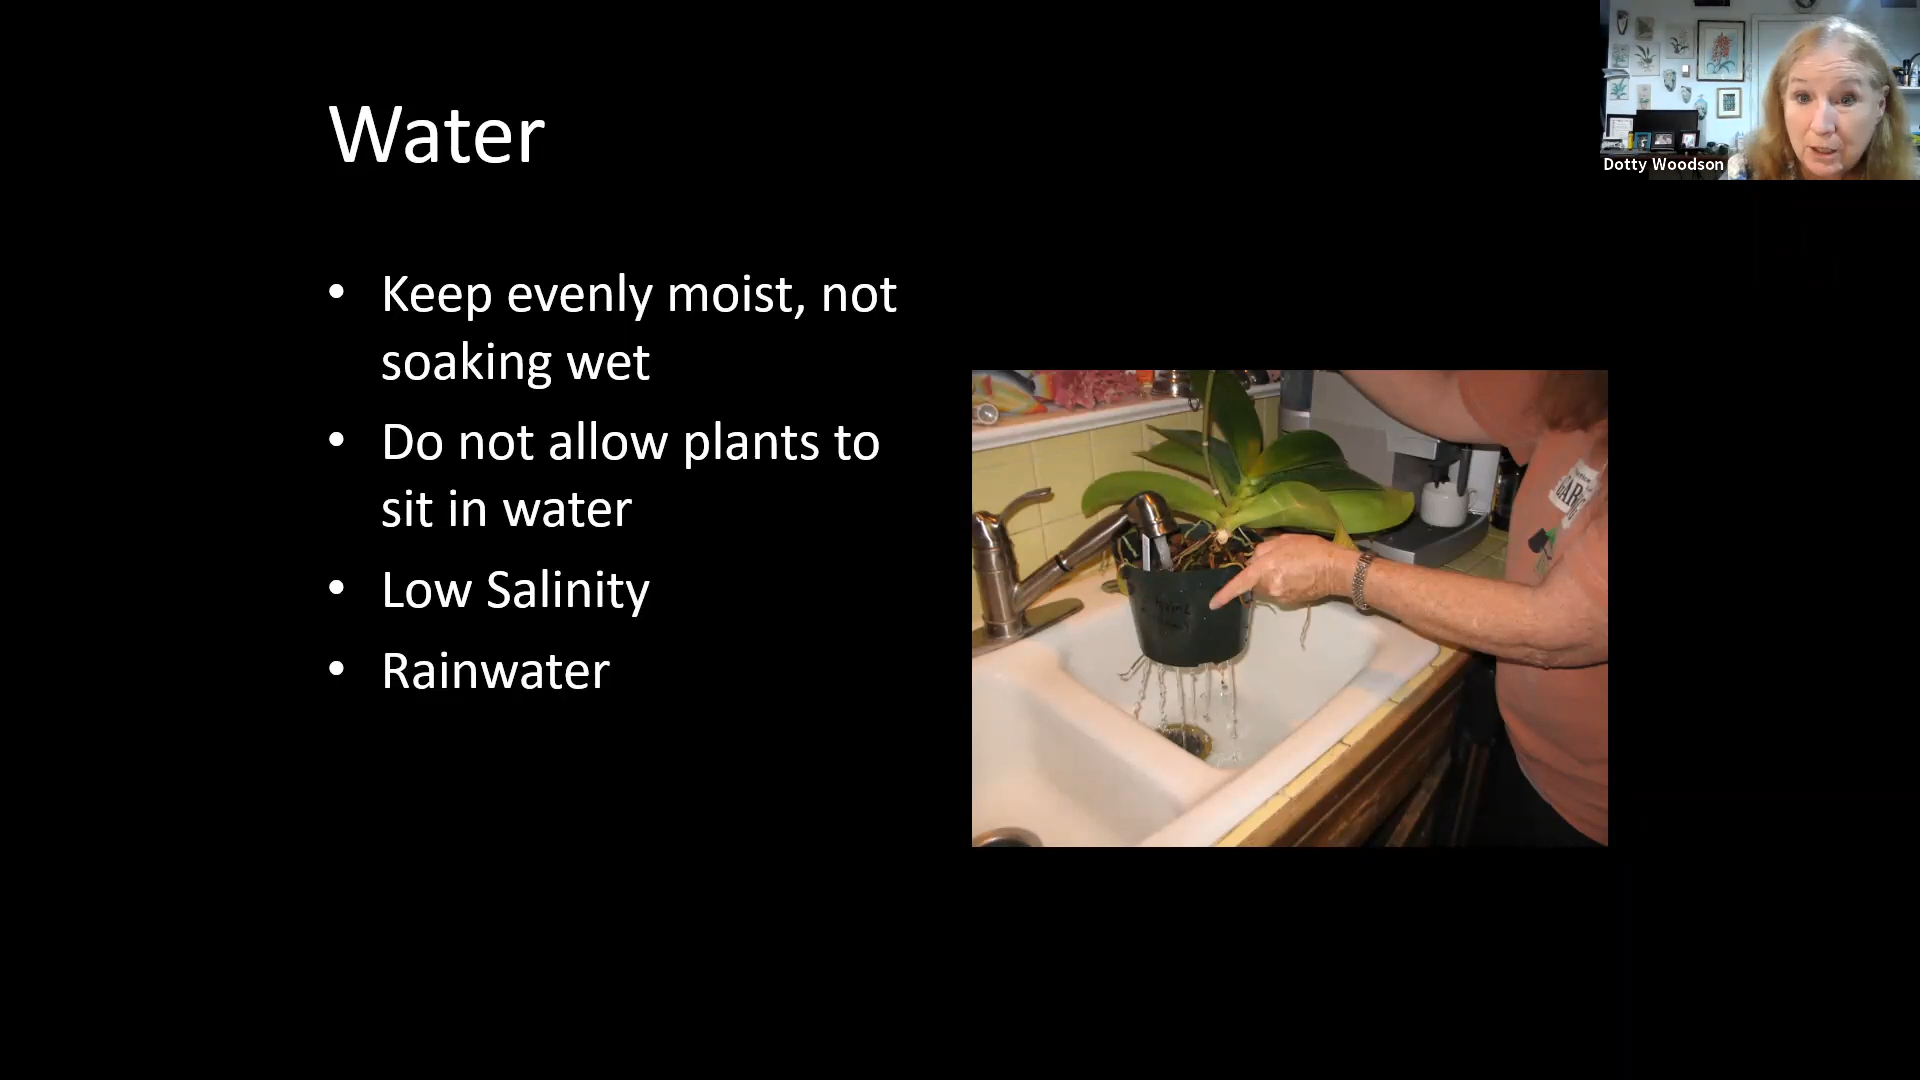 Dotty Woodson
Water
• Keep evenly moist, not
soaking wet
• Do not allow plants to
sit in water
• Low Salinity
• Rainwater